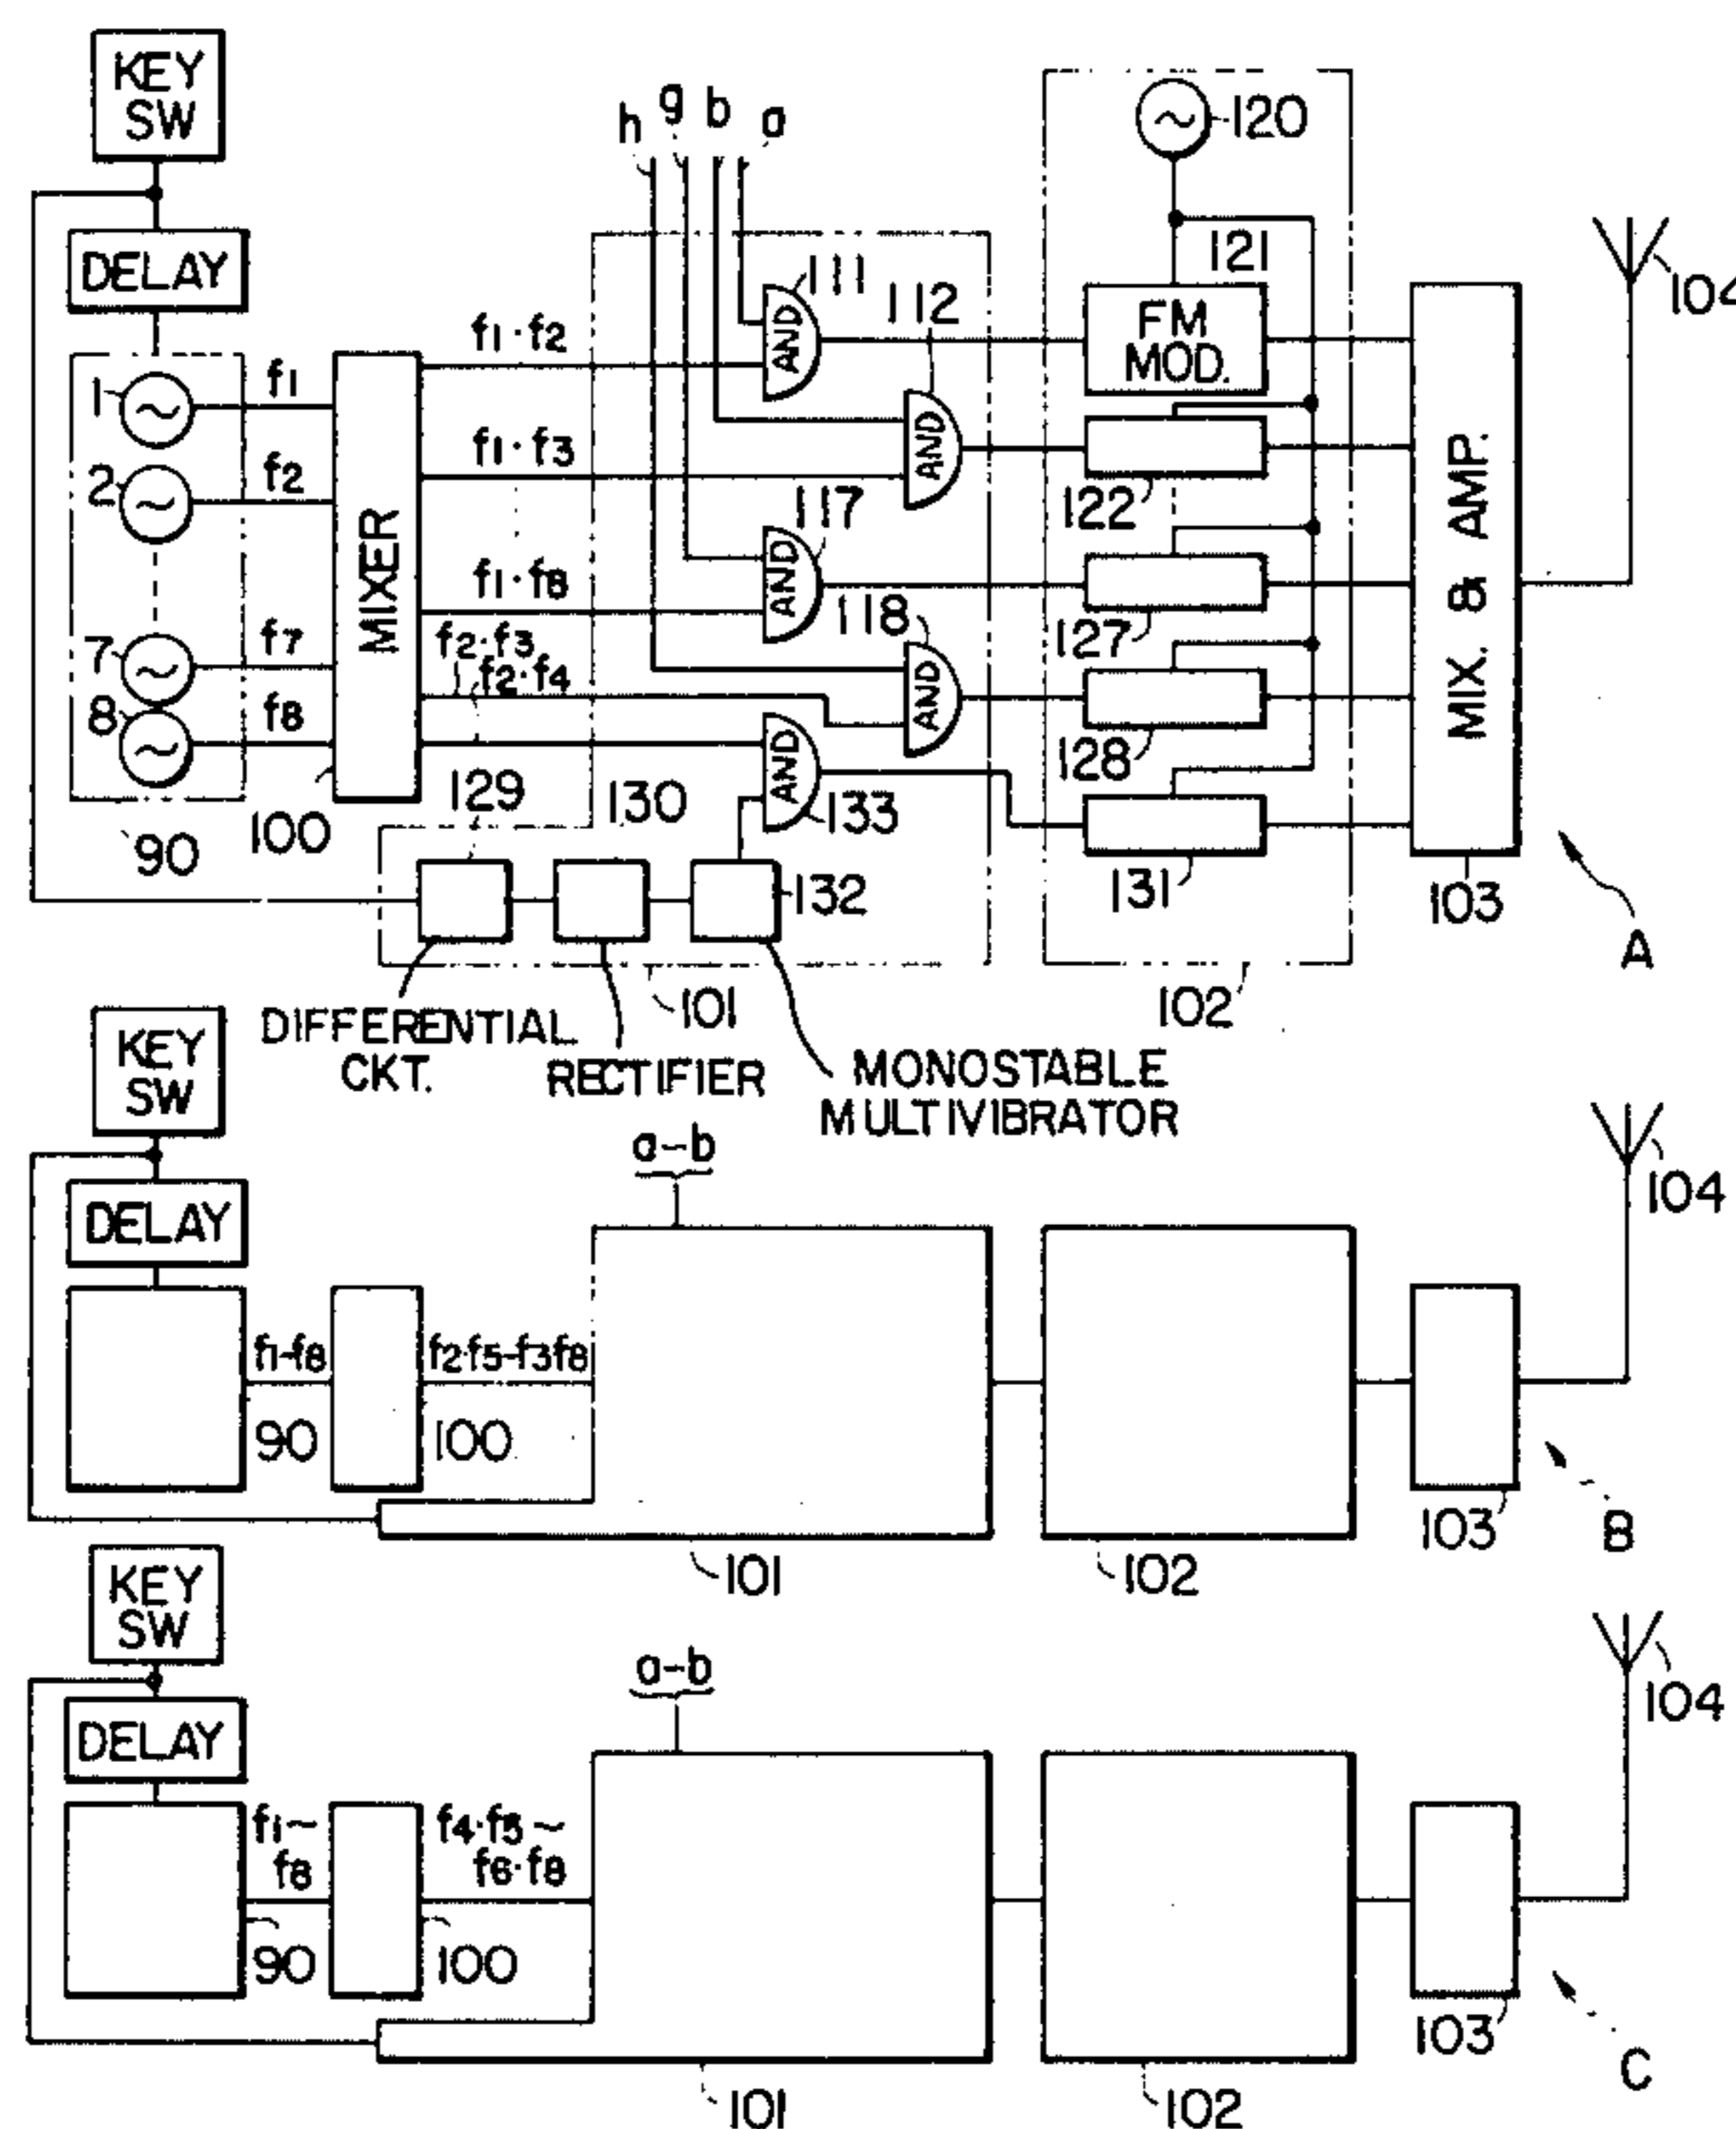 KEY
SW
h g b a
120
DELAY
121
111
112
104
FM
MOD.
f1
f1·f2
AND
1
f2
f1·f3
AND
2
122
117
MIXER
MIX. & AMP.
f1·f8
AND
127
118
f7
f2·f3
7
f2·f4
AND
8
f8
128
129
130
AND
133
90
100
131
132
103
A
101
102
DIFFERENTIAL
CKT.
RECTIFIER
MONOSTABLE
MULTIVIBRATOR
KEY
SW
a-b
104
DELAY
f1-f8
f2·f5-f3f8
90
100
103
B
101
102
KEY
SW
a-b
104
DELAY
f1~
f8
f4·f5~
f6·f8
90
100
103
C
101
102